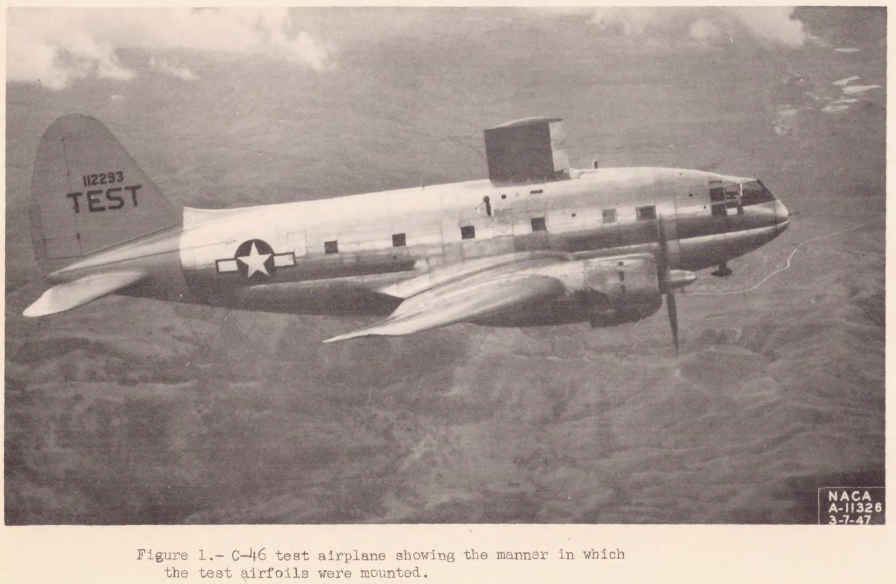 112293
TEST
NACA
A-11326
3-7-47
Figure 1.- C-46 test airplane showing the manner in which
the test airfoils were mounted.